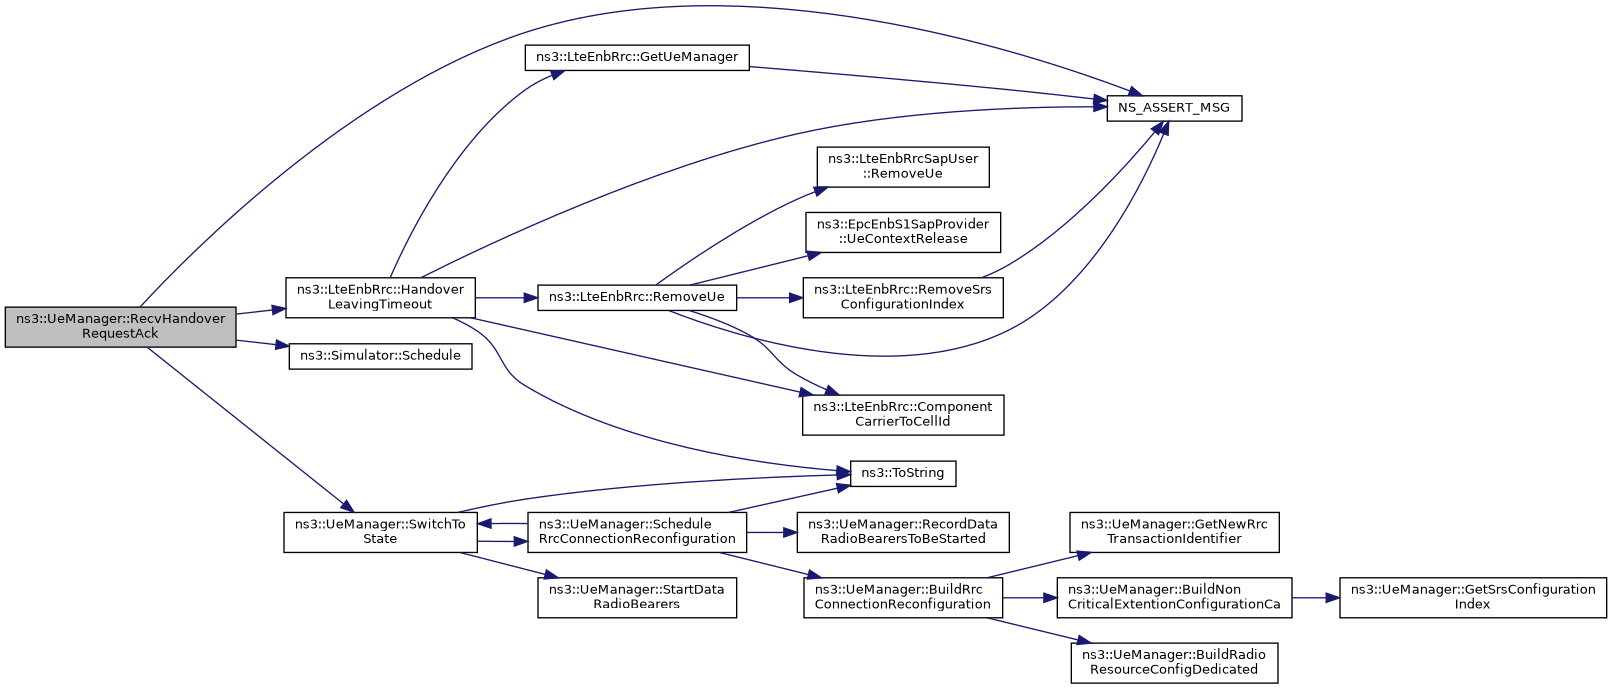 ns3::LteEnbRrc::GetUeManager
NS_ASSERT_MSG
ns3::LteEnbRrcSapUser
::RemoveUe
ns3::EpcEnbS1SapProvider
::UeContextRelease
ns3::LteEnbRrc::Handover
LeavingTimeout
ns3::LteEnbRrc::RemoveUe
ns3::LteEnbRrc::RemoveSrs
ConfigurationIndex
ns3::UeManager::RecvHandover
RequestAck
ns3::Simulator::Schedule
ns3::LteEnbRrc::Component
CarrierToCellId
ns3::ToString
ns3::UeManager::SwitchTo
State
ns3::UeManager::Schedule
RrcConnectionReconfiguration
ns3::UeManager::RecordData
RadioBearersToBeStarted
ns3::UeManager::GetNewRrc
TransactionIdentifier
ns3::UeManager::StartData
RadioBearers
ns3::UeManager::BuildRrc
ConnectionReconfiguration
ns3::UeManager::BuildNon
CriticalExtentionConfigurationCa
ns3::UeManager::GetSrsConfiguration
Index
ns3::UeManager::BuildRadio
ResourceConfigDedicated